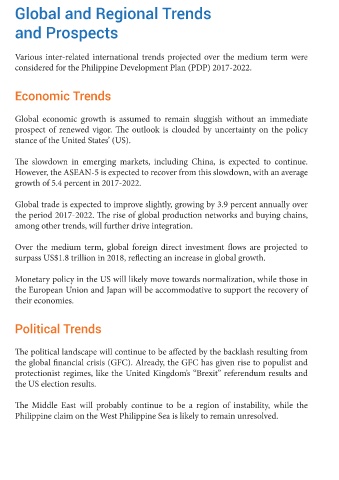 Global and Regional Trends
and Prospects
Various inter-related international trends projected over the medium term were
considered for the Philippine Development Plan (PDP) 2017-2022.
Economic Trends
Global economic growth is assumed to remain sluggish without an immediate
prospect of renewed vigor. The outlook is clouded by uncertainty on the policy
stance of the United States' (US).
The slowdown in emerging markets, including China, is expected to continue.
However, the ASEAN-5 is expected to recover from this slowdown, with an average
growth of 5.4 percent in 2017-2022.
Global trade is expected to improve slightly, growing by 3.9 percent annually over
the period 2017-2022. The rise of global production networks and buying chains,
among other trends, will further drive integration.
Over the medium term, global foreign direct investment flows are projected to
surpass US$1.8 trillion in 2018, reflecting an increase in global growth.
Monetary policy in the US will likely move towards normalization, while those in
the European Union and Japan will be accommodative to support the recovery of
their economies.
Political Trends
The political landscape will continue to be affected by the backlash resulting from
the global financial crisis (GFC). Already, the GFC has given rise to populist and
protectionist regimes, like the United Kingdom's "Brexit" referendum results and
the US election results.
The Middle East will probably continue to be a region of instability, while the
Philippine claim on the West Philippine Sea is likely to remain unresolved.